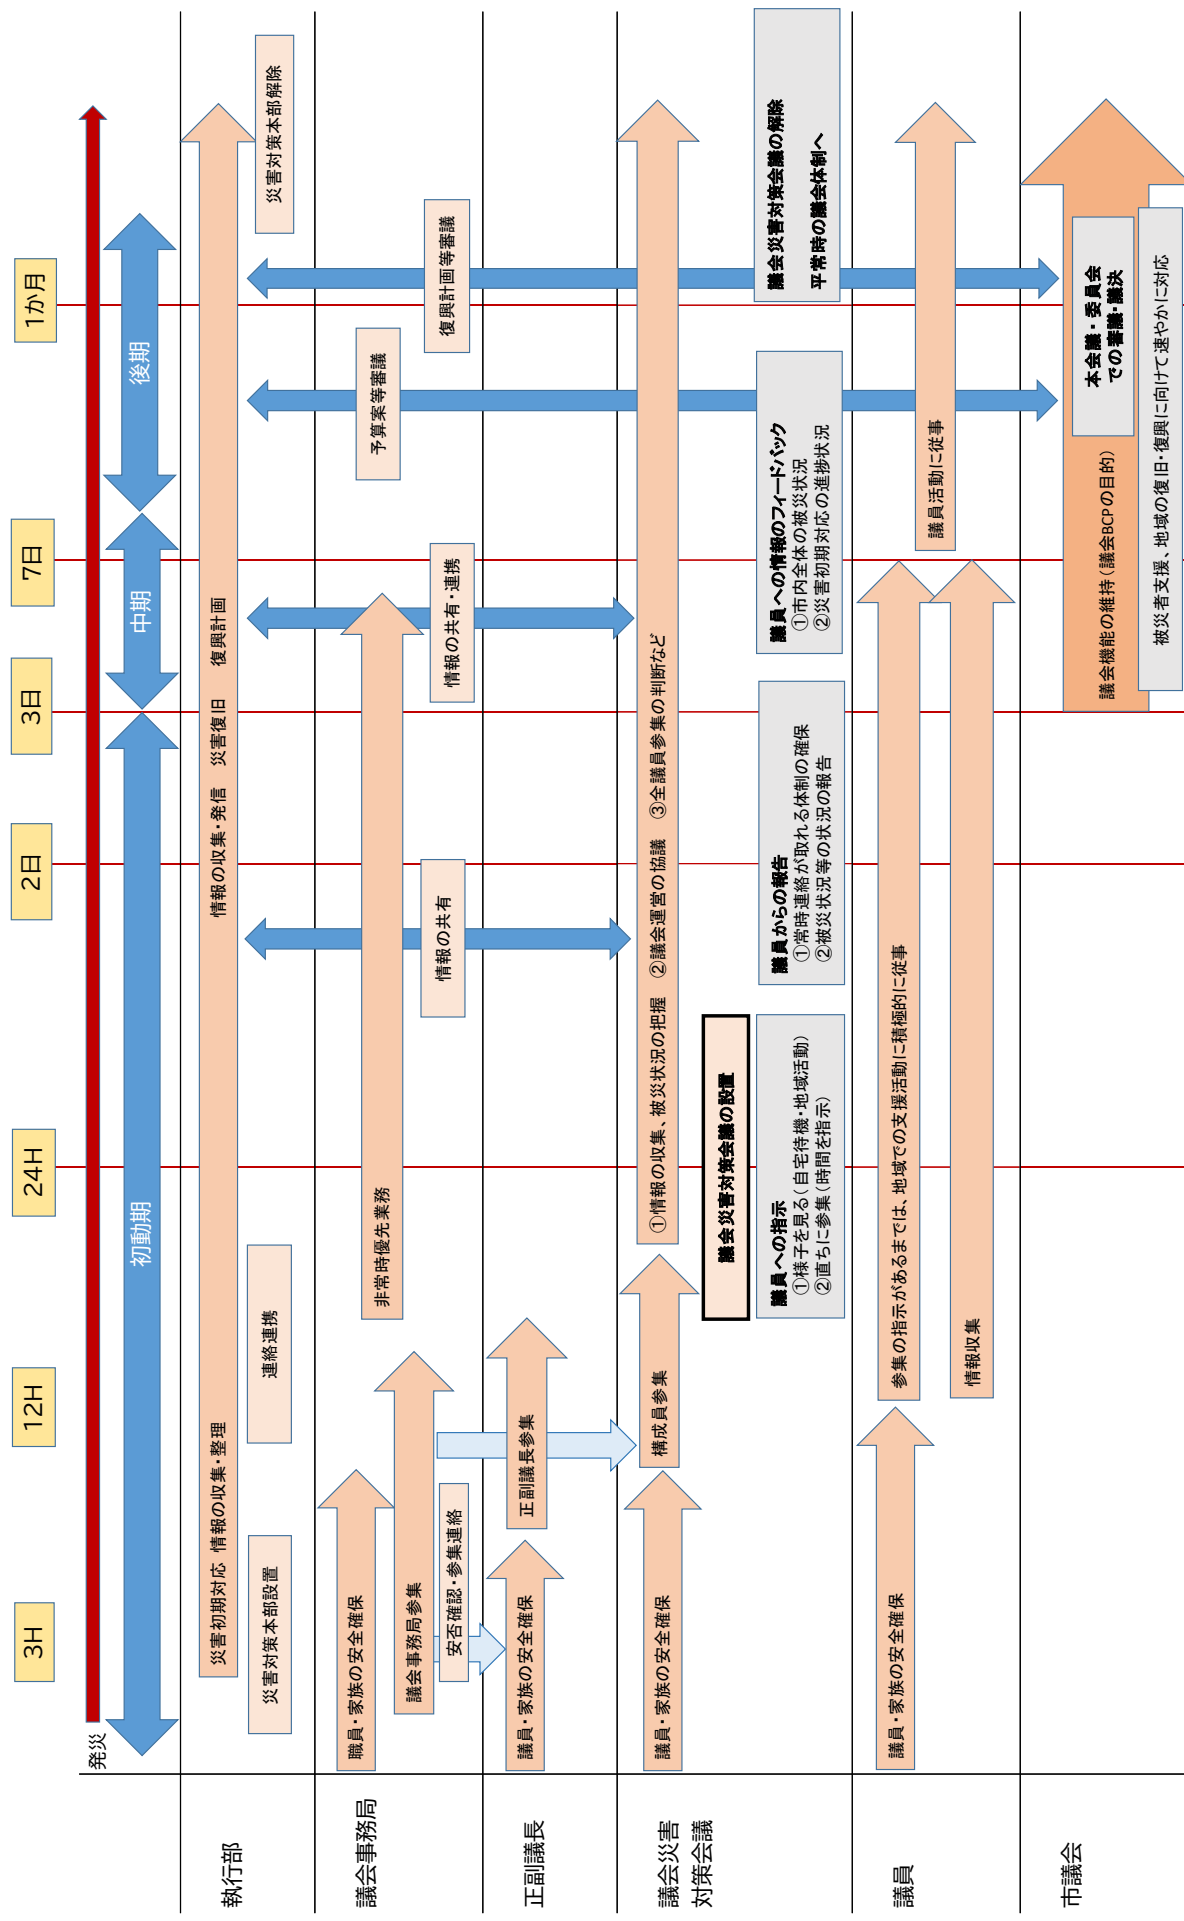 3H
12H
24H
2日
3日
7日
1か月
発災
初動期
中期
後期
執行部
災害初期対応 情報の収集・整理
情報の収集・発信 災害復旧 復興計画
災害対策本部設置
連絡連携
災害対策本部解除
議会事務局
職員・家族の安全確保
議会事務局参集
非常時優先業務
安否確認・参集連絡
情報の共有
情報の共有・連携
予算案等審議
復興計画等審議
正副議長
議員・家族の安全確保
正副議長参集
議会災害
対策会議
議員・家族の安全確保
構成員参集
①情報の収集、被災状況の把握 ②議会運営の協議 ③全議員参集の判断など
議会災害対策会議の設置
議員への指示
①様子を見る(自宅待機・地域活動)
②直ちに参集(時間を指示)
議員からの報告
①常時連絡が取れる体制の確保
②被災状況等の状況の報告
議員への情報のフィードバック
①市内全体の被災状況
②災害初期対応の進捗状況
議会災害対策会議の解除
平常時の議会体制へ
議員
議員・家族の安全確保
参集の指示があるまでは、地域での支援活動に積極的に従事
情報収集
議員活動に従事
市議会
議会機能の維持(議会BCPの目的)
本会議・委員会
での審議・議決
被災者支援、地域の復旧・復興に向けて速やかに対応